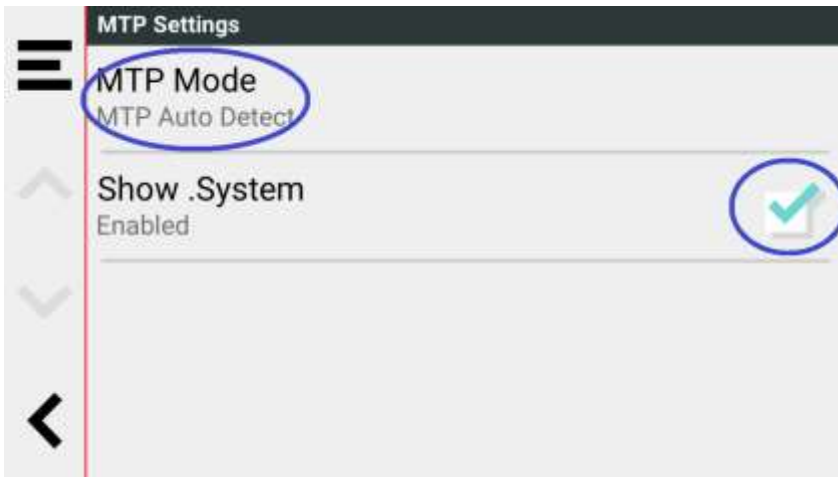 MTP Settings
MTP Mode
MTP Auto Detect
Show .System
Enabled